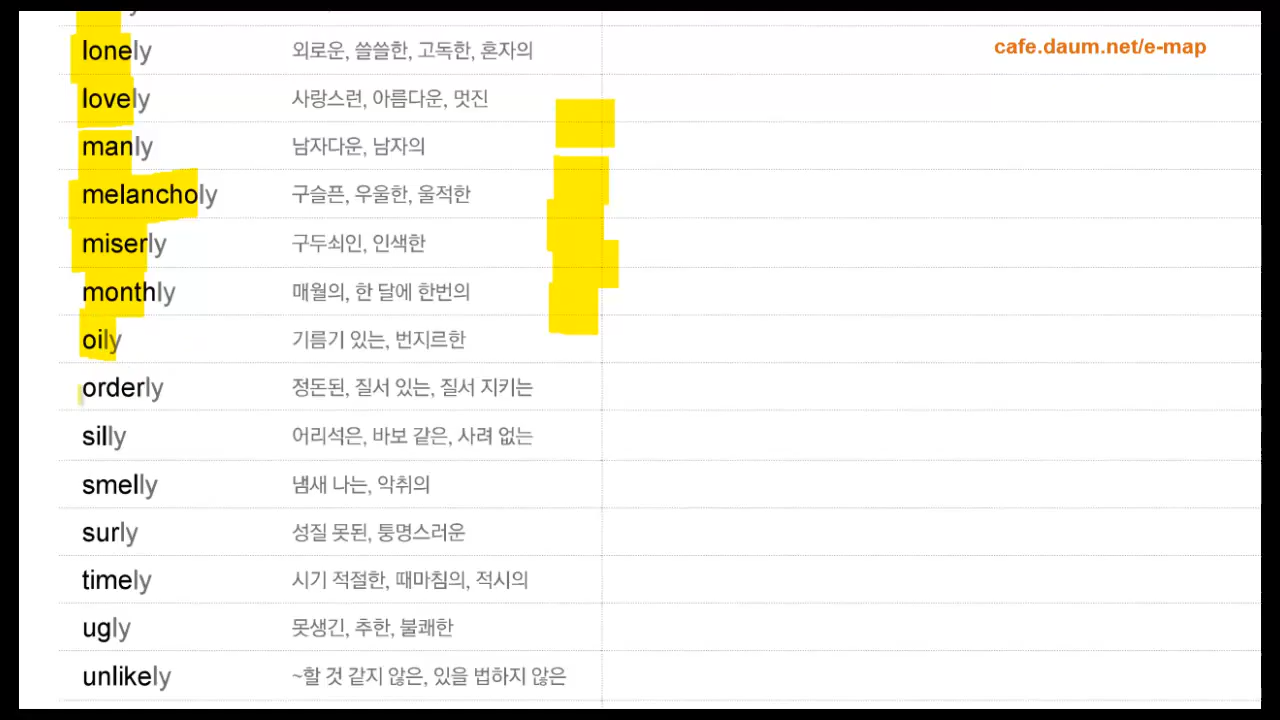 cafe.daum.net/e-map
lonely 외로운, 쓸쓸한, 고독한, 혼자의
lovely 사랑스런, 아름다운, 멋진
manly 남자다운, 남자의
melancholy 구슬픈, 우울한, 울적한
miserly 구두쇠인, 인색한
monthly 매월의, 한 달에 한번의
oily 기름기 있는, 번지르한
orderly 정돈된, 질서 있는, 질서 지키는
silly 어리석은, 바보 같은, 사려 없는
smelly 냄새 나는, 악취의
surly 성질 못된, 퉁명스러운
timely 시기 적절한, 때마침의, 적시의
ugly 못생긴, 추한, 불쾌한
unlikely ~할 것 같지 않은, 있을 법하지 않은